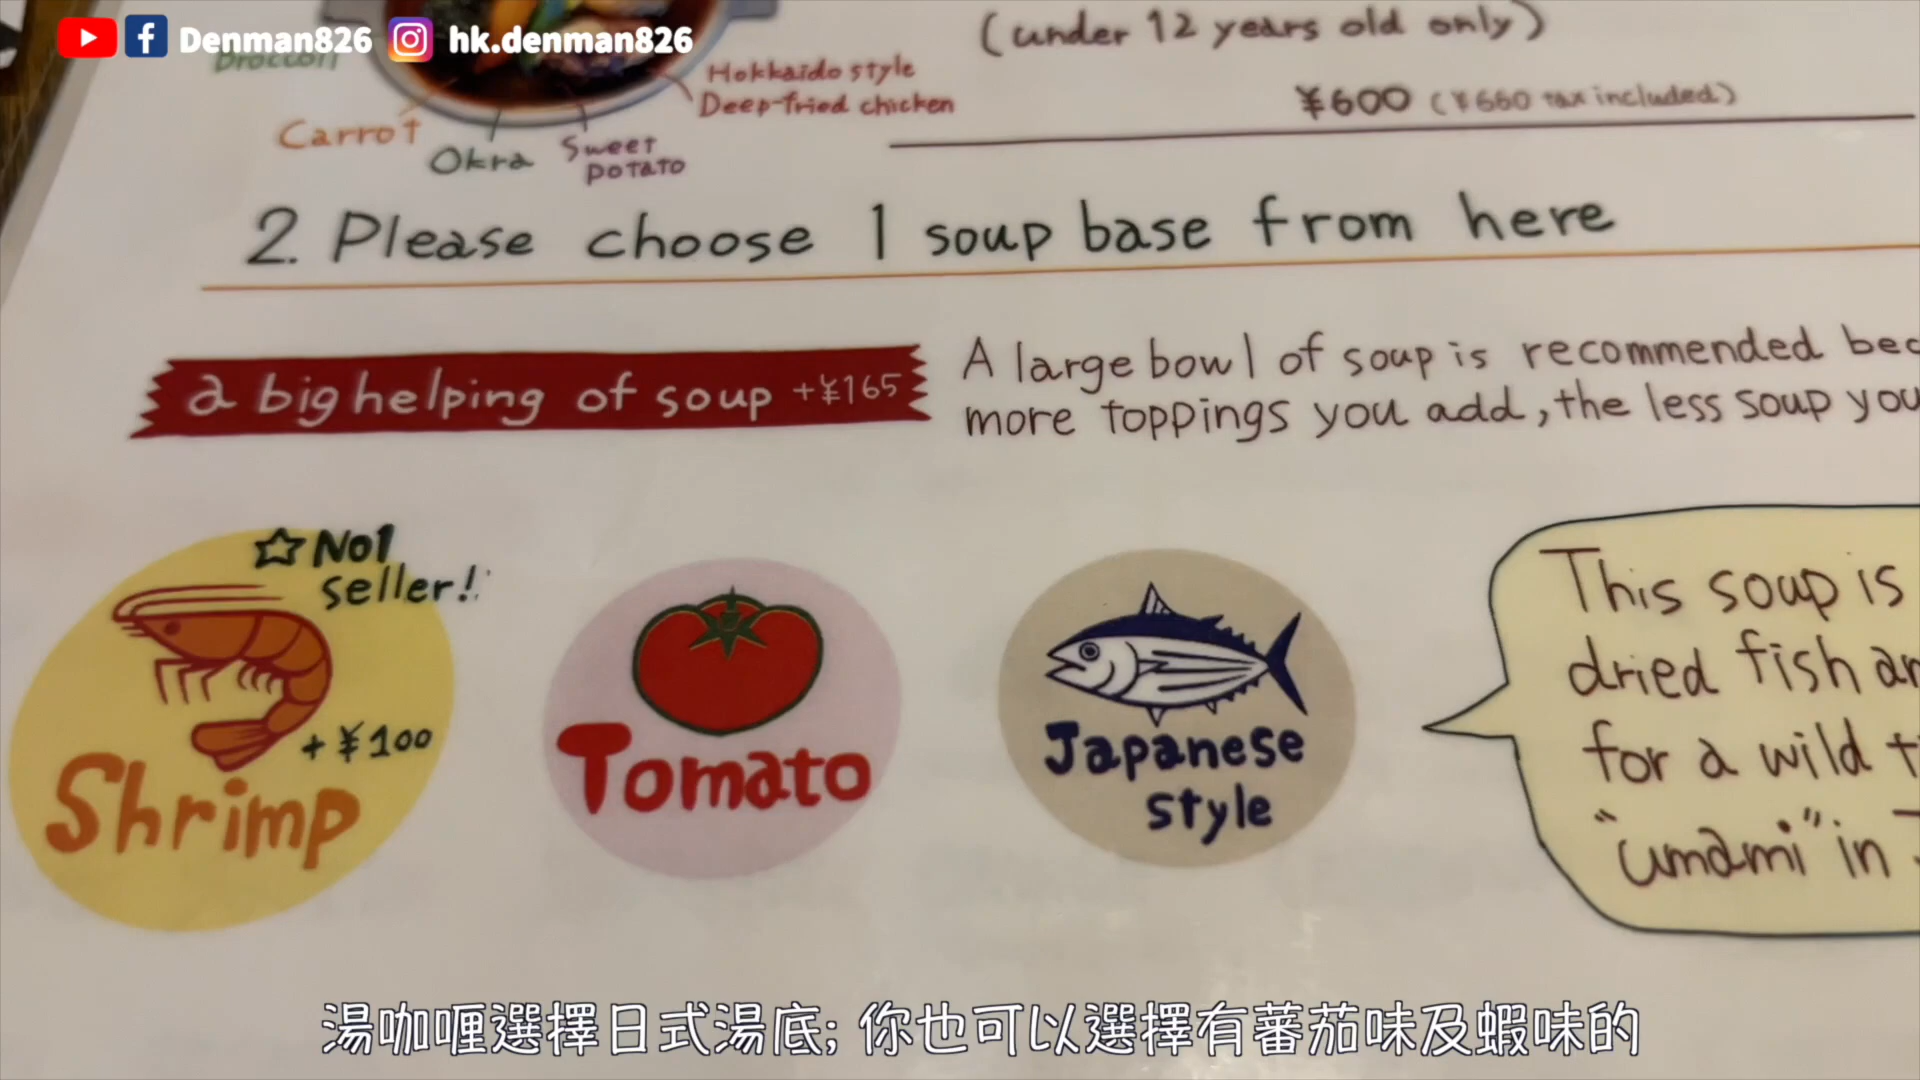 Denman826 hk.denman826
Broccoli
Carrot
Okra
Sweet
potato
Hokkaido style
Deep-fried chicken
(under 12 years old only)
¥600 (¥660 tax included)
2. Please choose 1 soup base from here
a big helping of soup +¥165
A large bowl of soup is recommended
more toppings you add, the less soup you
☆ No1
seller!
+¥100
Shrimp
Tomato
Japanese
style
This soup is
dried fish
for a wild
"umami" in
湯咖喱選擇日式湯底; 你也可以選擇有蕃茄味及蝦味的